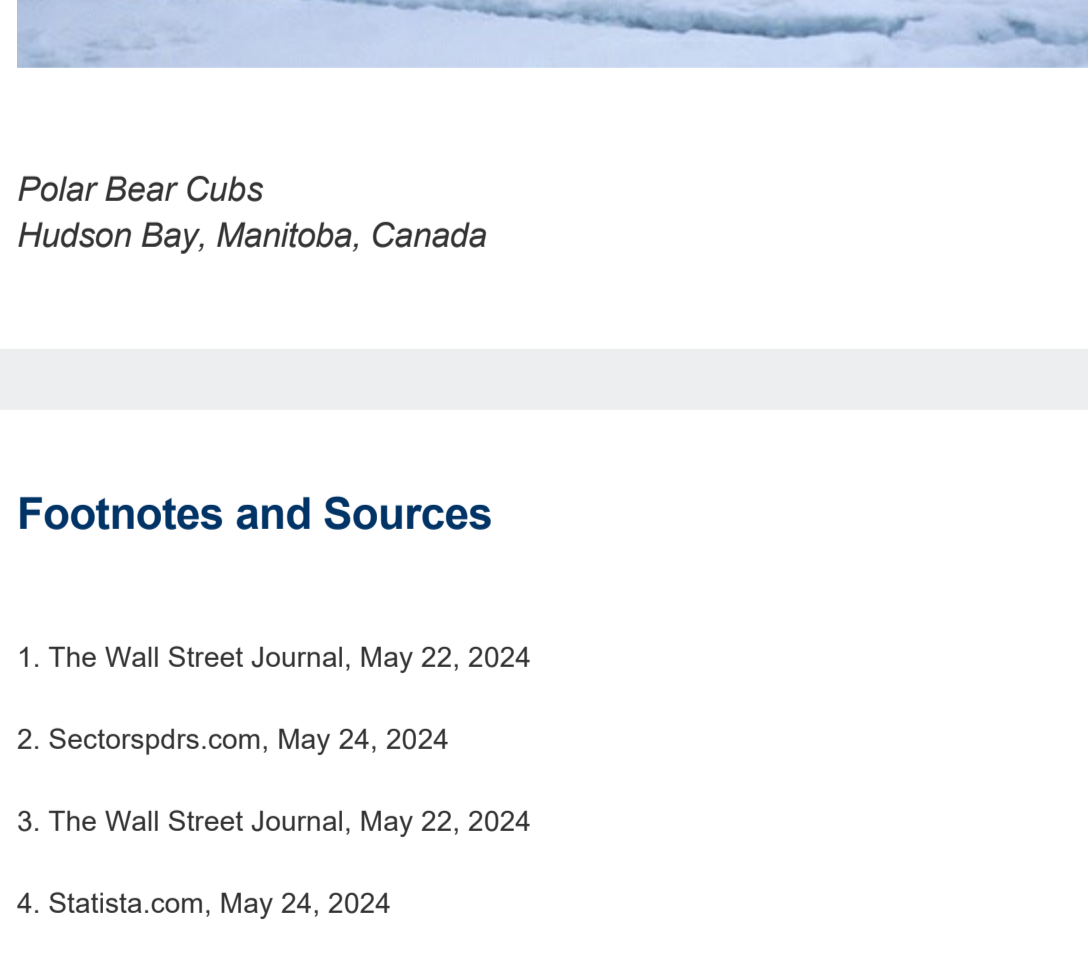 Polar Bear Cubs
Hudson Bay, Manitoba, Canada
Footnotes and Sources
1. The Wall Street Journal, May 22, 2024
2. Sectorspdrs.com, May 24, 2024
3. The Wall Street Journal, May 22, 2024
4. Statista.com, May 24, 2024